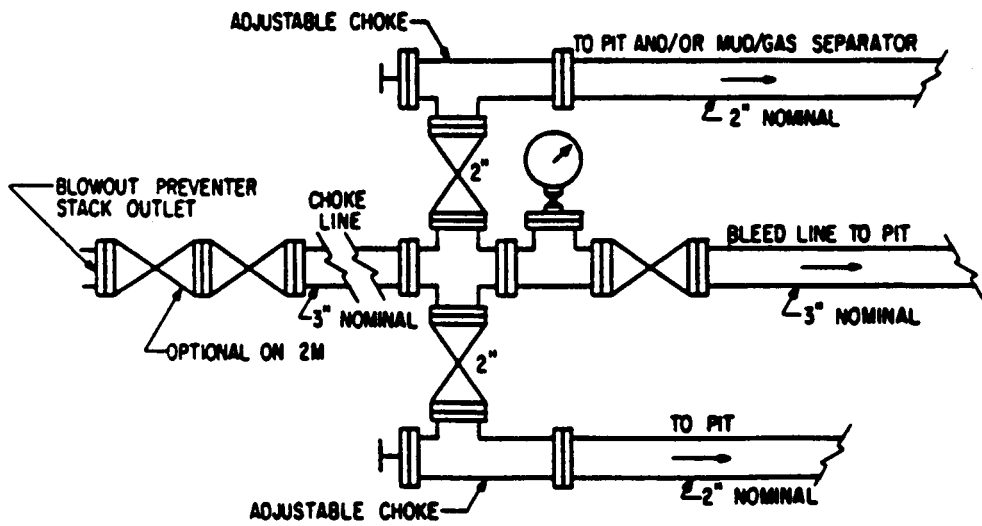 ADJUSTABLE CHOKE
TO PIT AND/OR MUD/GAS SEPARATOR
2" NOMINAL
2"
BLOWOUT PREVENTER
STACK OUTLET
CHOKE
LINE
BLEED LINE TO PIT
3" NOMINAL
3" NOMINAL
OPTIONAL ON 2M
2"
TO PIT
2" NOMINAL
ADJUSTABLE CHOKE